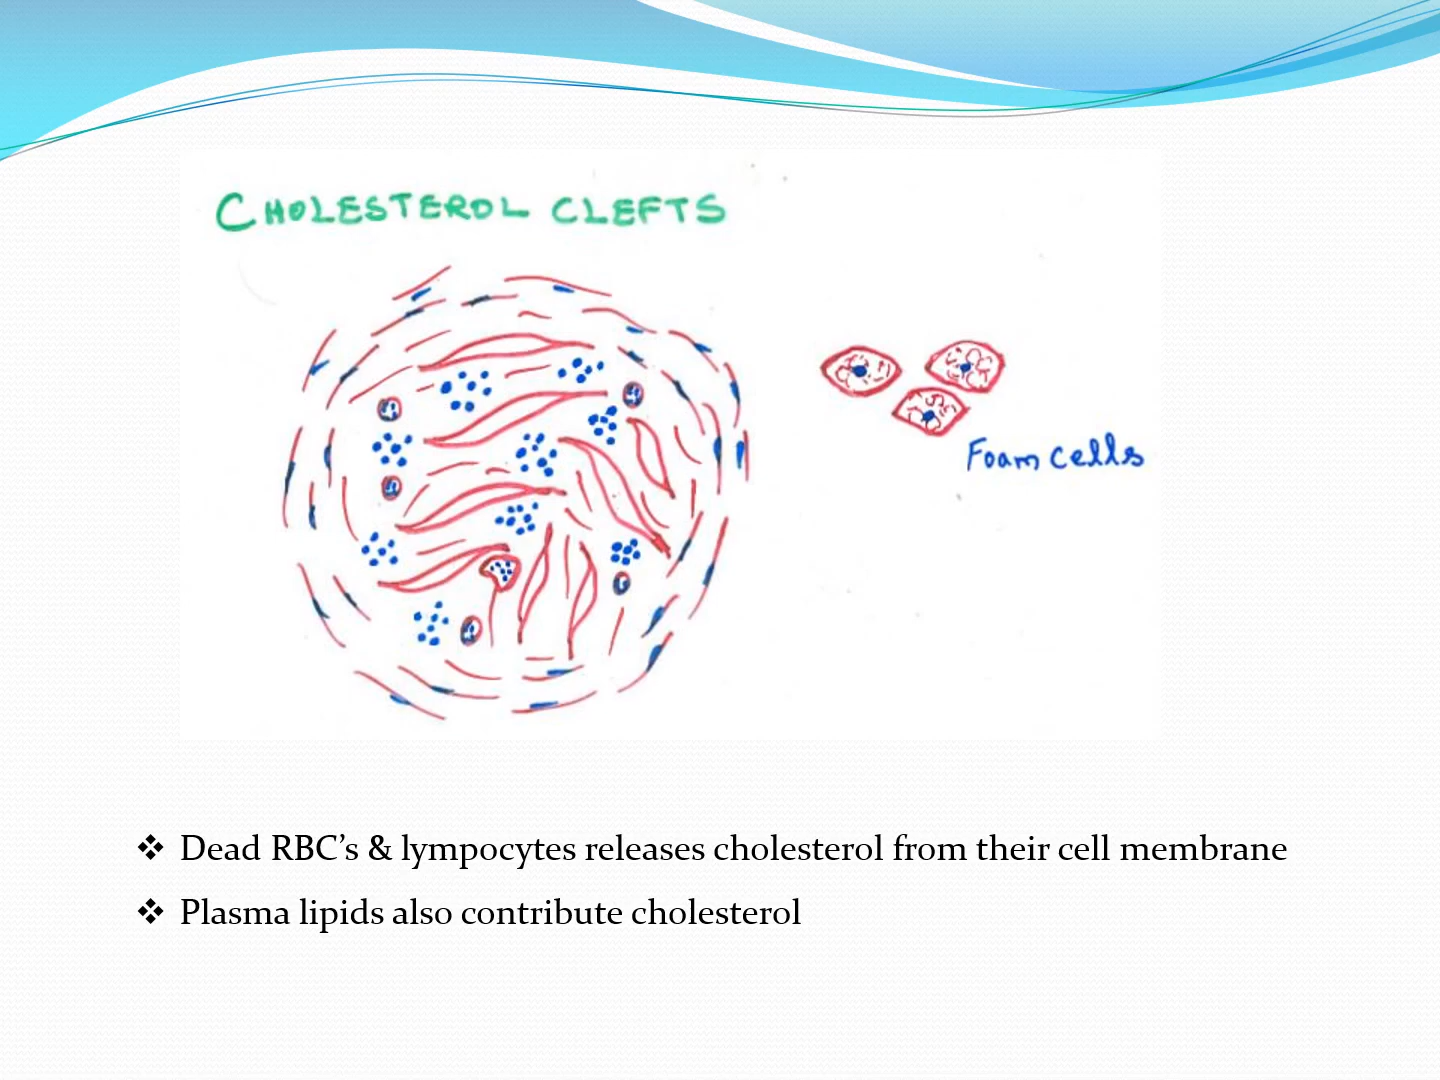 CHOLESTEROL CLEFTS
Foam cells
❖ Dead RBC’s & lympocytes releases cholesterol from their cell membrane
❖ Plasma lipids also contribute cholesterol